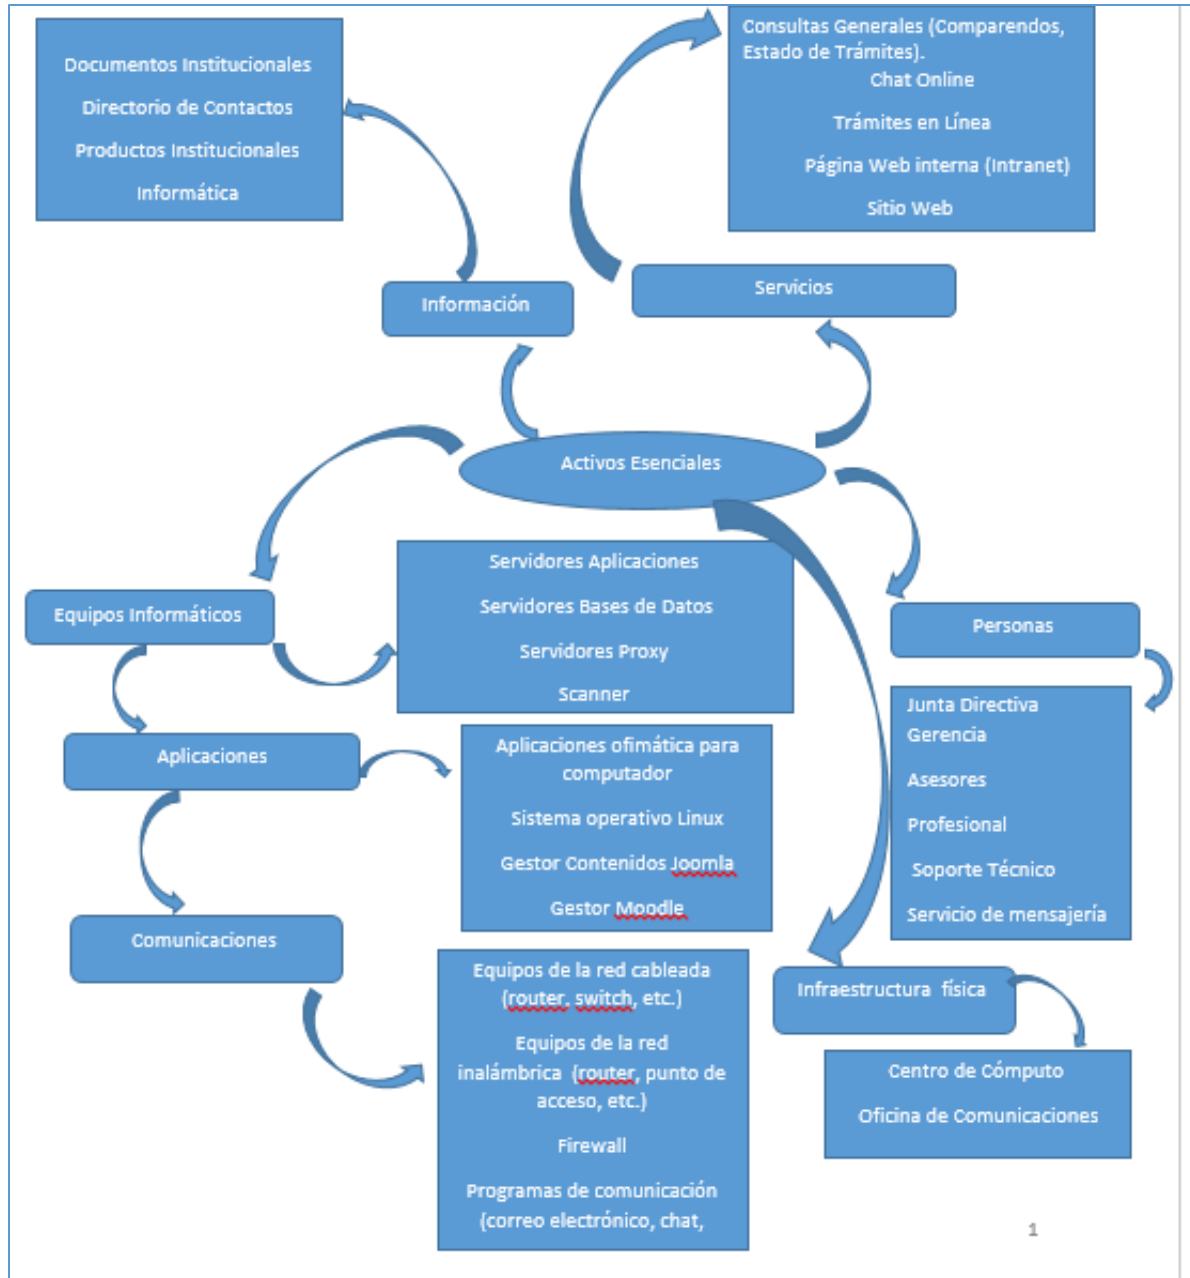 Documentos Institucionales
Directorio de Contactos
Productos Institucionales
Informática
Consultas Generales (Comparendos,
Estado de Trámites).
Chat Online
Trámites en Línea
Página Web interna (Intranet)
Sitio Web
Información
Servicios
Activos Esenciales
Equipos Informáticos
Servidores Aplicaciones
Servidores Bases de Datos
Servidores Proxy
Scanner
Personas
Junta Directiva
Gerencia
Asesores
Profesional
Soporte Técnico
Servicio de mensajería
Aplicaciones
Aplicaciones ofimática para
computador
Sistema operativo Linux
Gestor Contenidos Joomla
Gestor Moodle
Comunicaciones
Equipos de la red cableada
(router, switch, etc.)
Equipos de la red
inalámbrica (router, punto de
acceso, etc.)
Firewall
Programas de comunicación
(correo electrónico, chat,
Infraestructura física
Centro de Cómputo
Oficina de Comunicaciones
1